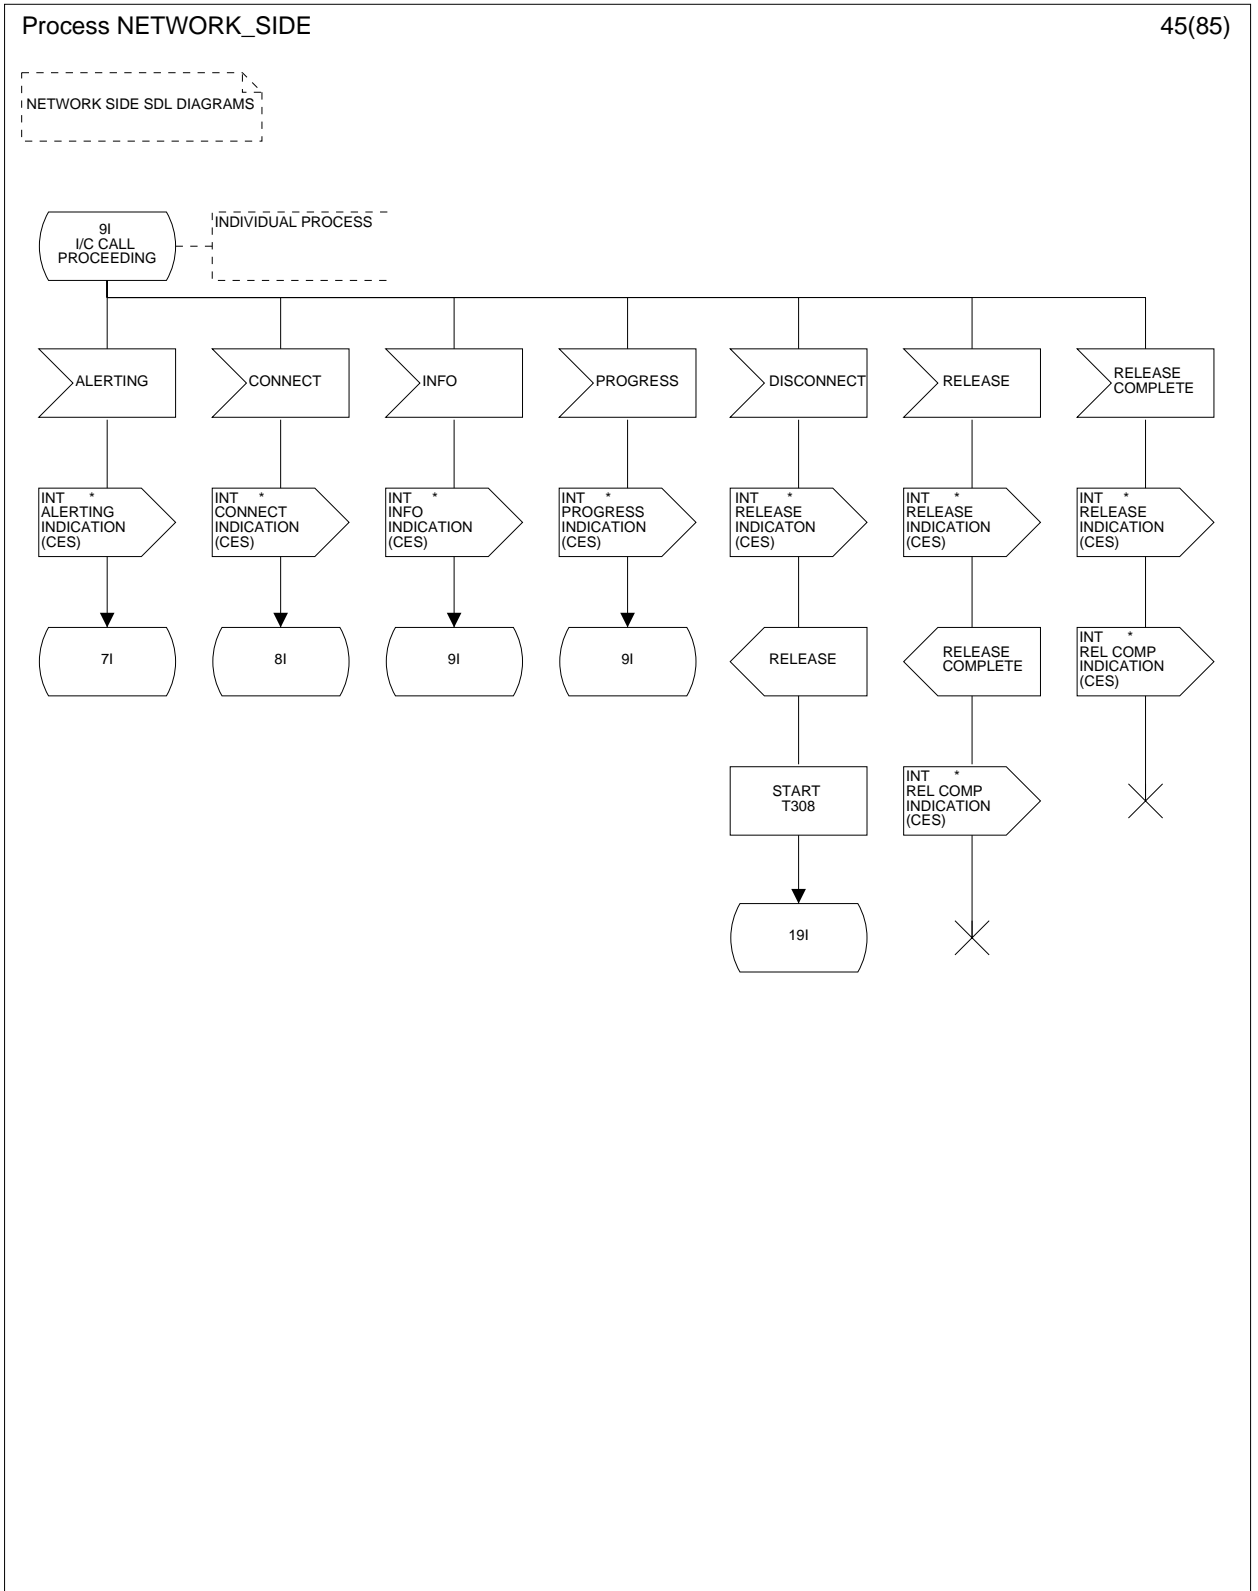 Process NETWORK_SIDE
45(85)
NETWORK SIDE SDL DIAGRAMS
9I
I/C CALL
PROCEEDING
INDIVIDUAL PROCESS
ALERTING
CONNECT
INFO
PROGRESS
DISCONNECT
RELEASE
RELEASE
COMPLETE
INT *
ALERTING
INDICATION
(CES)
INT *
CONNECT
INDICATION
(CES)
INT *
INFO
INDICATION
(CES)
INT *
PROGRESS
INDICATION
(CES)
INT *
RELEASE
INDICATON
(CES)
INT *
RELEASE
INDICATION
(CES)
INT *
RELEASE
INDICATION
(CES)
7I
8I
9I
9I
RELEASE
RELEASE
COMPLETE
INT *
REL COMP
INDICATION
(CES)
START
T308
INT *
REL COMP
INDICATION
(CES)
19I